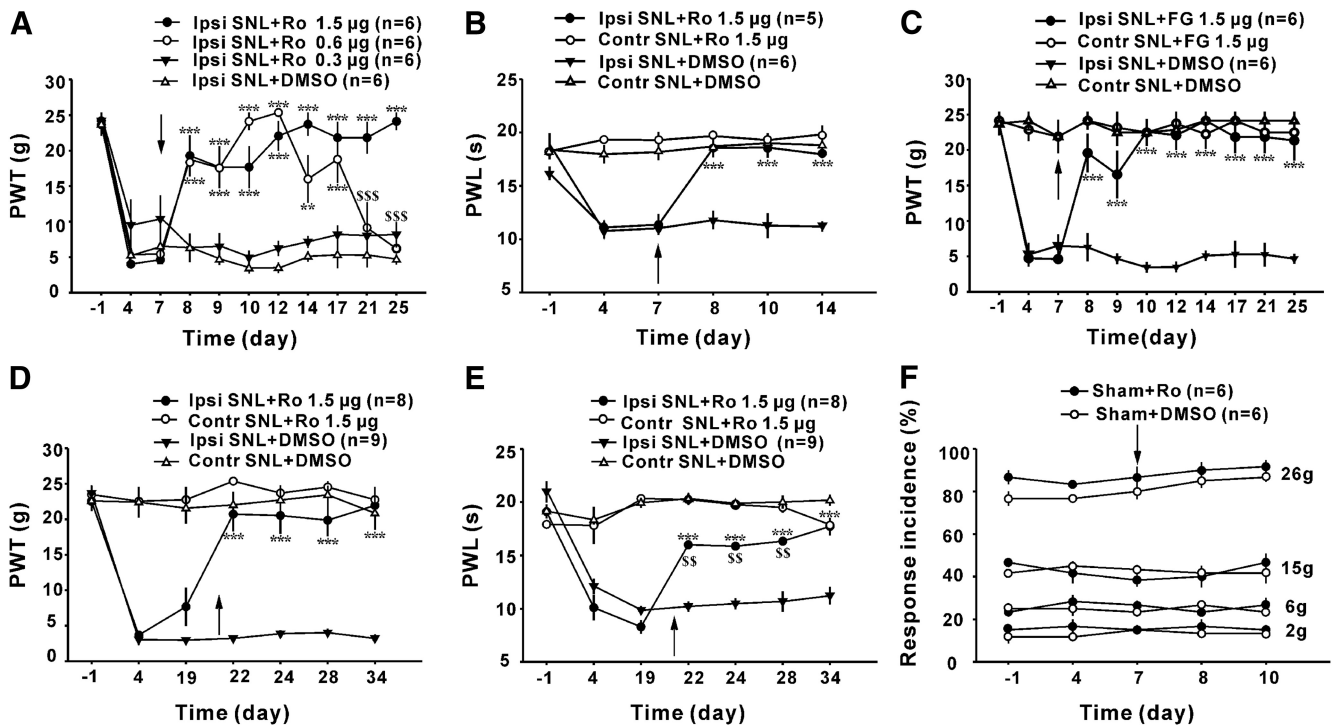 A
Ipsi SNL+Ro 1.5 µg (n=6)
Ipsi SNL+Ro 0.6 µg (n=6)
Ipsi SNL+Ro 0.3µg (n=6)
Ipsi SNL+DMSO (n=6)
30
25
20
15
10
5
0
PWT (g)
***
***
***
***
***
***
***
***
***
***
***
**
***
$$$
$$$
-1 4 7 8 9 10 12 14 17 21 25
Time (day)
B
Ipsi SNL+Ro 1.5 µg (n=5)
Contr SNL+Ro 1.5 µg
Ipsi SNL+DMSO (n=6)
Contr SNL+DMSO
25
20
15
10
5
PWL (s)
*** *** ***
-1 4 7 8 10 14
Time (day)
C
Ipsi SNL+FG 1.5 µg (n=6)
Contr SNL+FG 1.5 µg
Ipsi SNL+DMSO (n=6)
Contr SNL+DMSO
30
25
20
15
10
5
0
PWT (g)
*** *** *** *** *** *** *** ***
-1 4 7 8 9 10 12 14 17 21 25
Time(day)
D
Ipsi SNL+Ro 1.5 µg (n=8)
Contr SNL+Ro 1.5 µg
Ipsi SNL+DMSO (n=9)
Contr SNL+DMSO
30
25
20
15
10
5
0
PWT (g)
*** *** *** ***
-1 4 19 22 24 28 34
Time (day)
E
Ipsi SNL+Ro 1.5 µg (n=8)
Contr SNL+Ro 1.5 µg
Ipsi SNL+DMSO (n=9)
Contr SNL+DMSO
25
20
15
10
5
PWL (s)
*** *** *** ***
$$ $$ $$
-1 4 19 22 24 28 34
Time (day)
F
Sham+Ro (n=6)
Sham+DMSO (n=6)
100
80
60
40
20
0
Response incidence (%)
26g
15g
6g
2g
-1 4 7 8 10
Time (day)